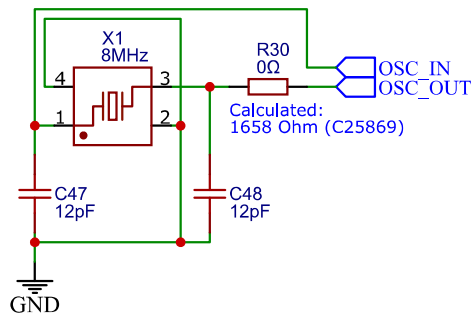 X1
8MHz
4
3
1
2
R30
0Ω
OSC_IN
OSC_OUT
Calculated:
1658 Ohm (C25869)
C47
12pF
C48
12pF
GND